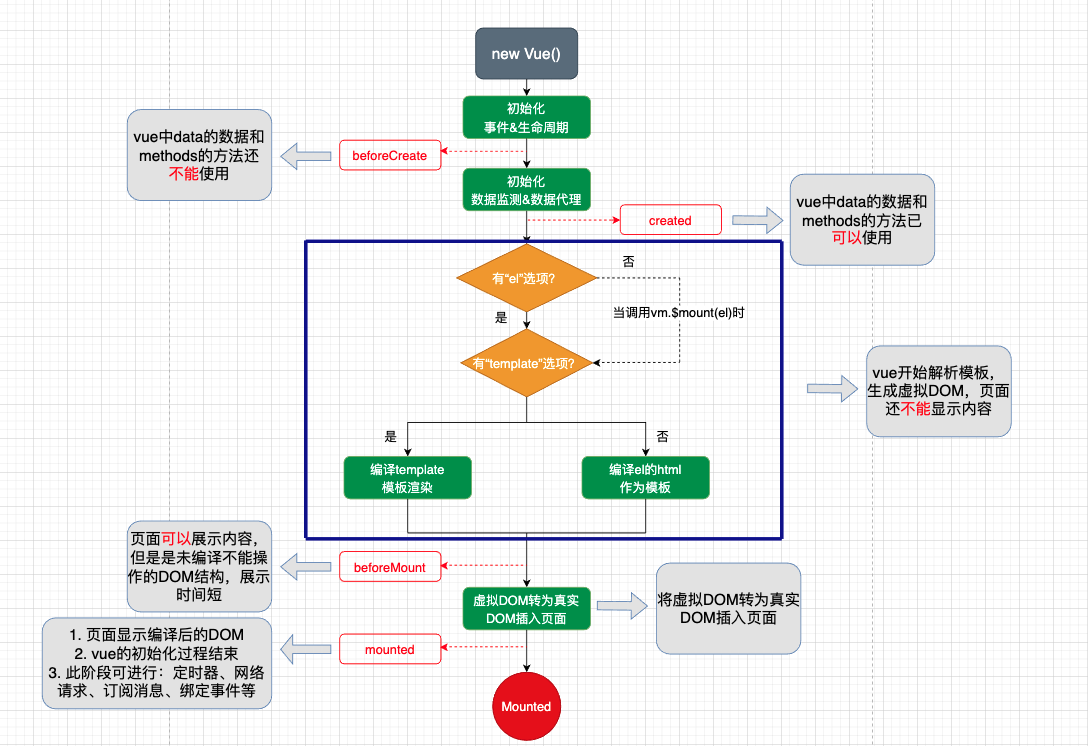 new Vue()
初始化
事件&生命周期
vue中data的数据和
methods的方法还
不能使用
beforeCreate
初始化
数据监测&数据代理
created
vue中data的数据和
methods的方法已
可以使用
有“el”选项?
否
是
当调用vm.$mount(el)时
有“template”选项?
vue开始解析模板,
生成虚拟DOM，页面
还不能显示内容
是
否
编译template
模板渲染
编译el的html
作为模板
页面可以展示内容，
但是是未编译不能操
作的DOM结构，展示
时间短
beforeMount
虚拟DOM转为真实
DOM插入页面
将虚拟DOM转为真实
DOM插入页面
1. 页面显示编译后的DOM
2. vue的初始化过程结束
3. 此阶段可进行：定时器、网络
请求、订阅消息、绑定事件等
mounted
Mounted